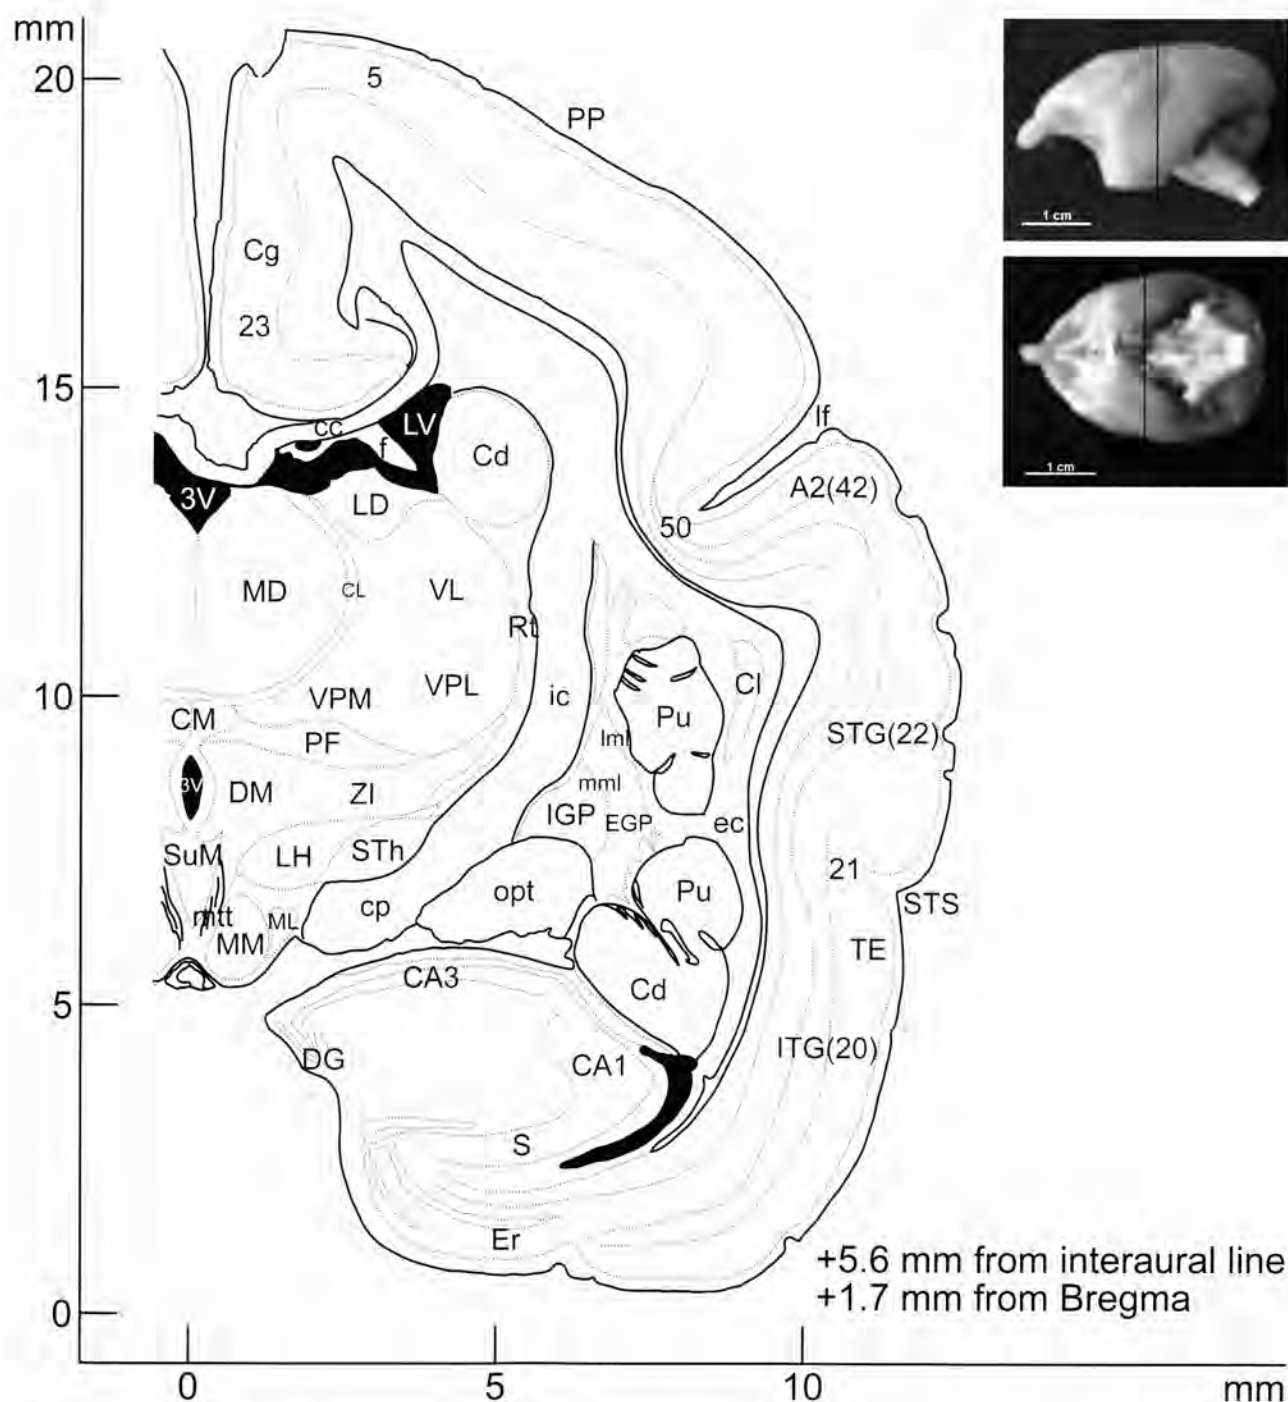 mm
20
5
PP
1 cm
Cg
23
15
cc
LV
f
Cd
lf
1 cm
3V
LD
A2(42)
50
MD
CL
VL
Rt
10
VPM
VPL
ic
Cl
CM
PF
Pu
STG(22)
lml
3V
DM
ZI
mml
IGP
EGP
ec
SuM
LH
STh
21
opt
Pu
STS
mtt
ML
cp
MM
TE
5
CA3
Cd
DG
CA1
ITG(20)
S
Er
+5.6 mm from interaural line
+1.7 mm from Bregma
0
0
5
10
mm